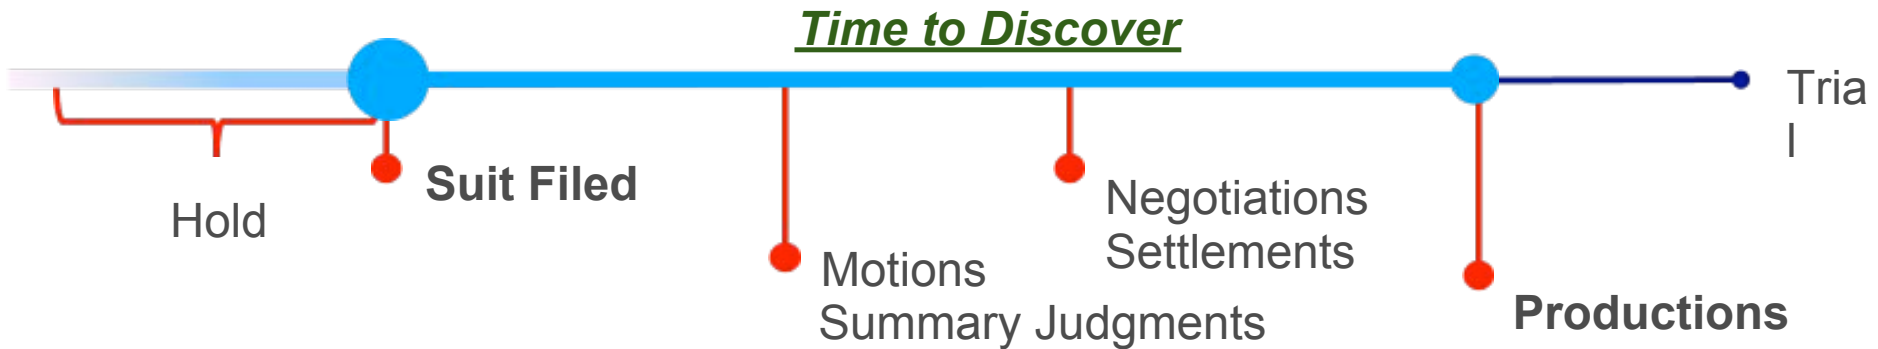 Time to Discover
Tria
l
Suit Filed
Hold
Negotiations
Settlements
Motions
Summary Judgments
Productions